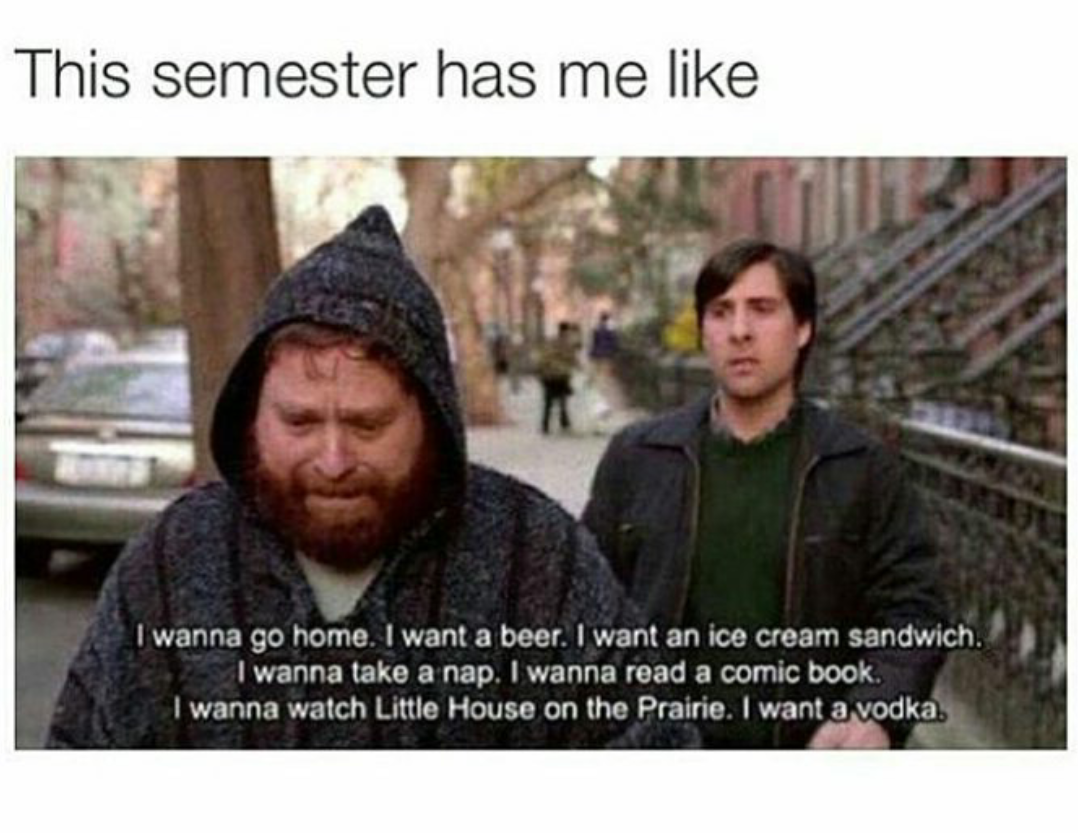 This semester has me like
I wanna go home. I want a beer. I want an ice cream sandwich.
I wanna take a nap. I wanna read a comic book.
I wanna watch Little House on the Prairie. I want a vodka.